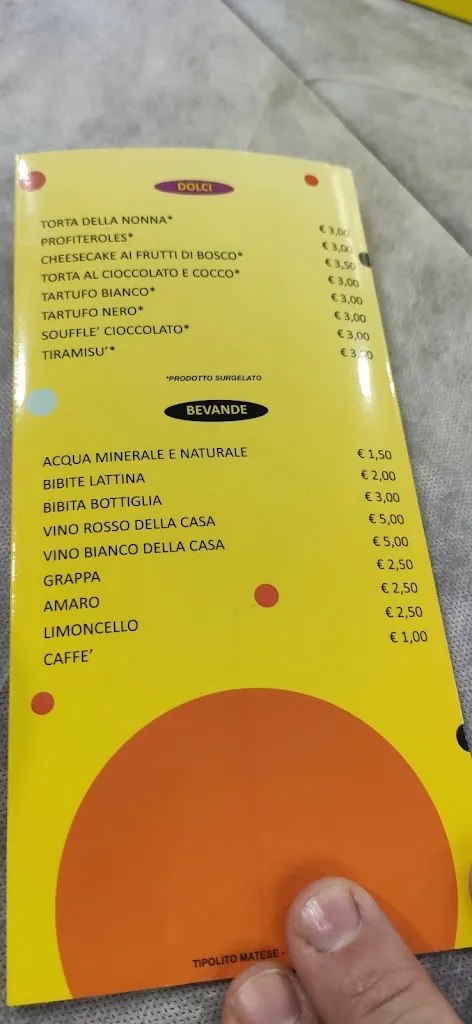 DOLCI
TORTA DELLA NONNA* € 3,00
PROFITEROLES* € 3,00
CHEESECAKE AI FRUTTI DI BOSCO* € 3,50
TORTA AL CIOCCOLATO E COCCO* € 3,00
TARTUFO BIANCO* € 3,00
TARTUFO NERO* € 3,00
SOUFFLE' CIOCCOLATO* € 3,00
TIRAMISU'*
*PRODOTTO SURGELATO
BEVANDE
ACQUA MINERALE E NATURALE € 1,50
BIBITE LATTINA € 2,00
BIBITA BOTTIGLIA € 3,00
VINO ROSSO DELLA CASA € 5,00
VINO BIANCO DELLA CASA € 5,00
GRAPPA € 2,50
AMARO € 2,50
LIMONCELLO € 2,50
CAFFE' € 1,00
TIPOLITO MATESE -